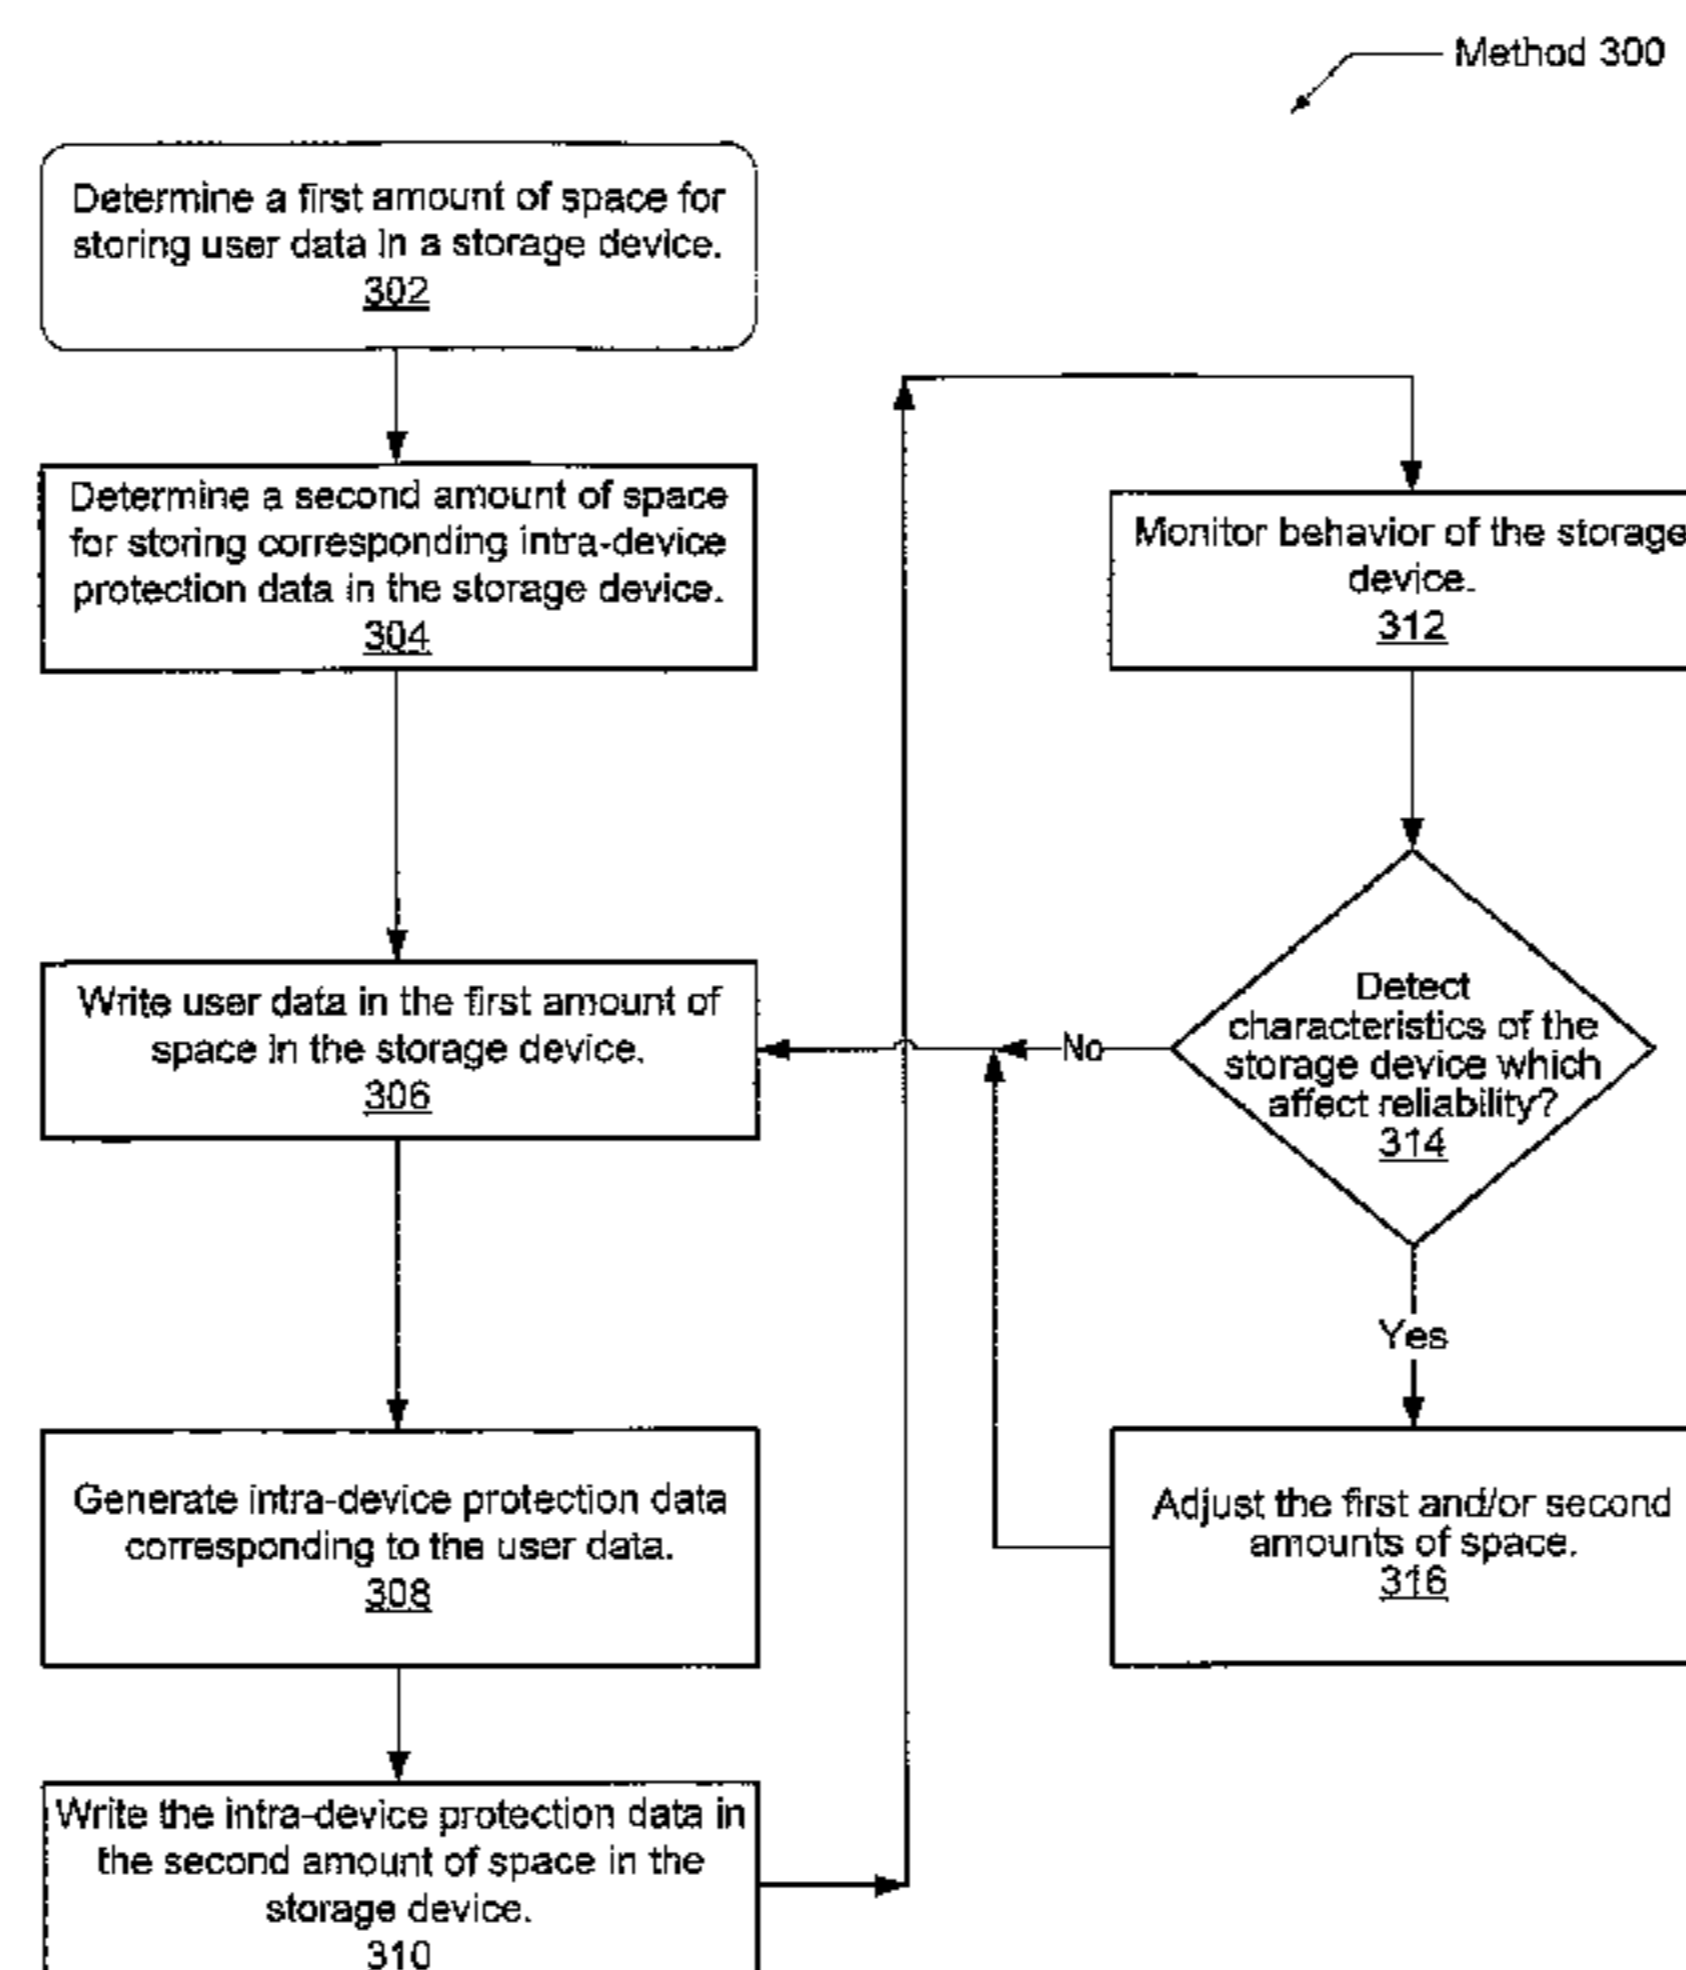 Method 300
Determine a first amount of space for
storing user data in a storage device.
302
Determine a second amount of space
for storing corresponding intra-device
protection data in the storage device.
304
Write user data in the first amount of
space in the storage device.
306
Generate intra-device protection data
corresponding to the user data.
308
Write the intra-device protection data in
the second amount of space in the
storage device.
310
Monitor behavior of the storage
device.
312
Detect
characteristics of the
storage device which
affect reliability?
314
No
Yes
Adjust the first and/or second
amounts of space.
316